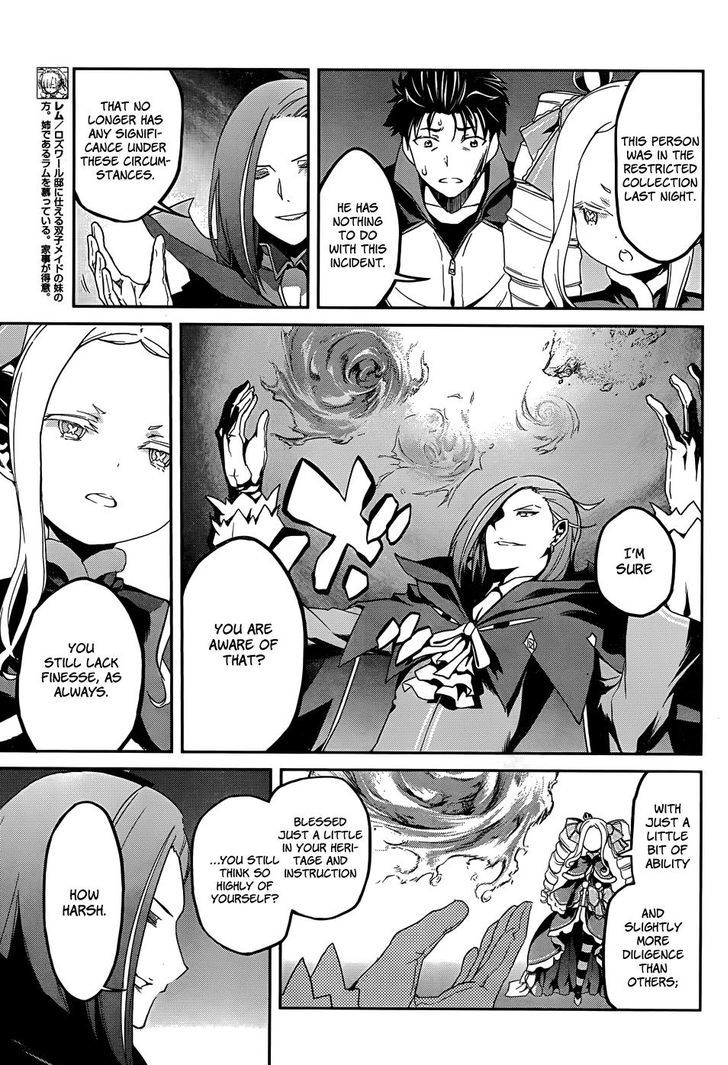 THIS PERSON
WAS IN THE
RESTRICTED
COLLECTION
LAST NIGHT.
HE HAS
NOTHING
TO DO
WITH THIS
INCIDENT.
THAT NO
LONGER HAS
ANY SIGNIFI-
CANCE UNDER
THESE CIRCUM-
STANCES.
レム／ロズワール邸に仕える双子メイドの妹の
方。姉であるラムを慕っている。家事が得意。
I'M
SURE
YOU ARE
AWARE OF
THAT?
YOU
STILL LACK
FINESSE, AS
ALWAYS.
WITH
JUST A
LITTLE
BIT OF
ABILITY
AND
SLIGHTLY
MORE
DILIGENCE
THAN
OTHERS;
BLESSED
JUST A LITTLE
IN YOUR HERI-
TAGE AND
INSTRUCTION
...YOU STILL
THINK SO
HIGHLY OF
YOURSELF?
HOW
HARSH.